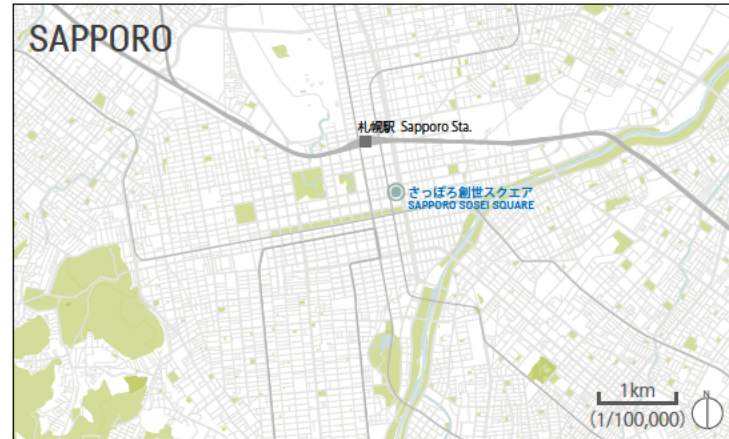 SAPPORO
札幌駅 Sapporo Sta.
さっぽろ創世スクエア
SAPPORO SOSEI SQUARE
1km
(1/100,000)
N